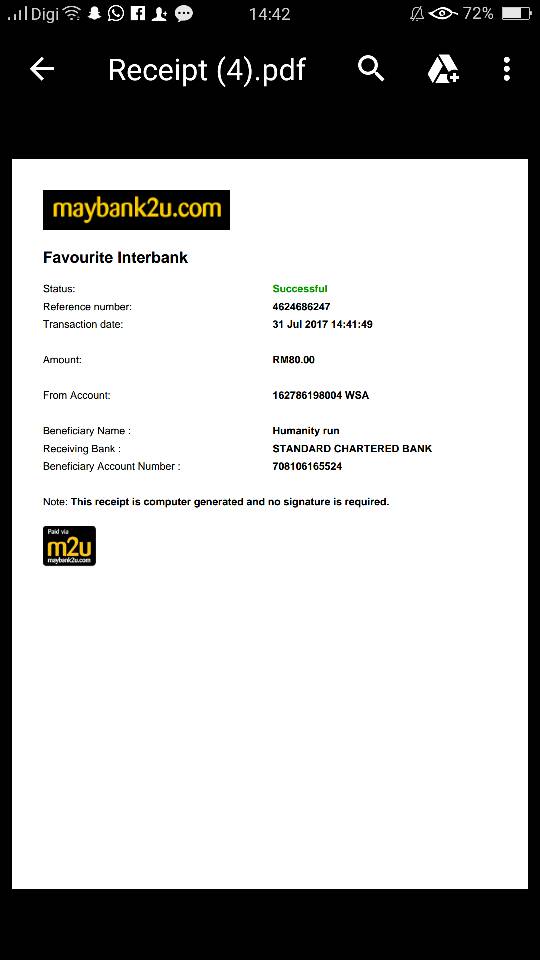 Digi 14:42 72%
Receipt (4).pdf
maybank2u.com
Favourite Interbank
Status: Successful
Reference number: 4624686247
Transaction date: 31 Jul 2017 14:41:49
Amount: RM80.00
From Account: 162786198004 WSA
Beneficiary Name : Humanity run
Receiving Bank : STANDARD CHARTERED BANK
Beneficiary Account Number : 708106165524
Note: This receipt is computer generated and no signature is required.
Paid via
m2u
maybank2u.com